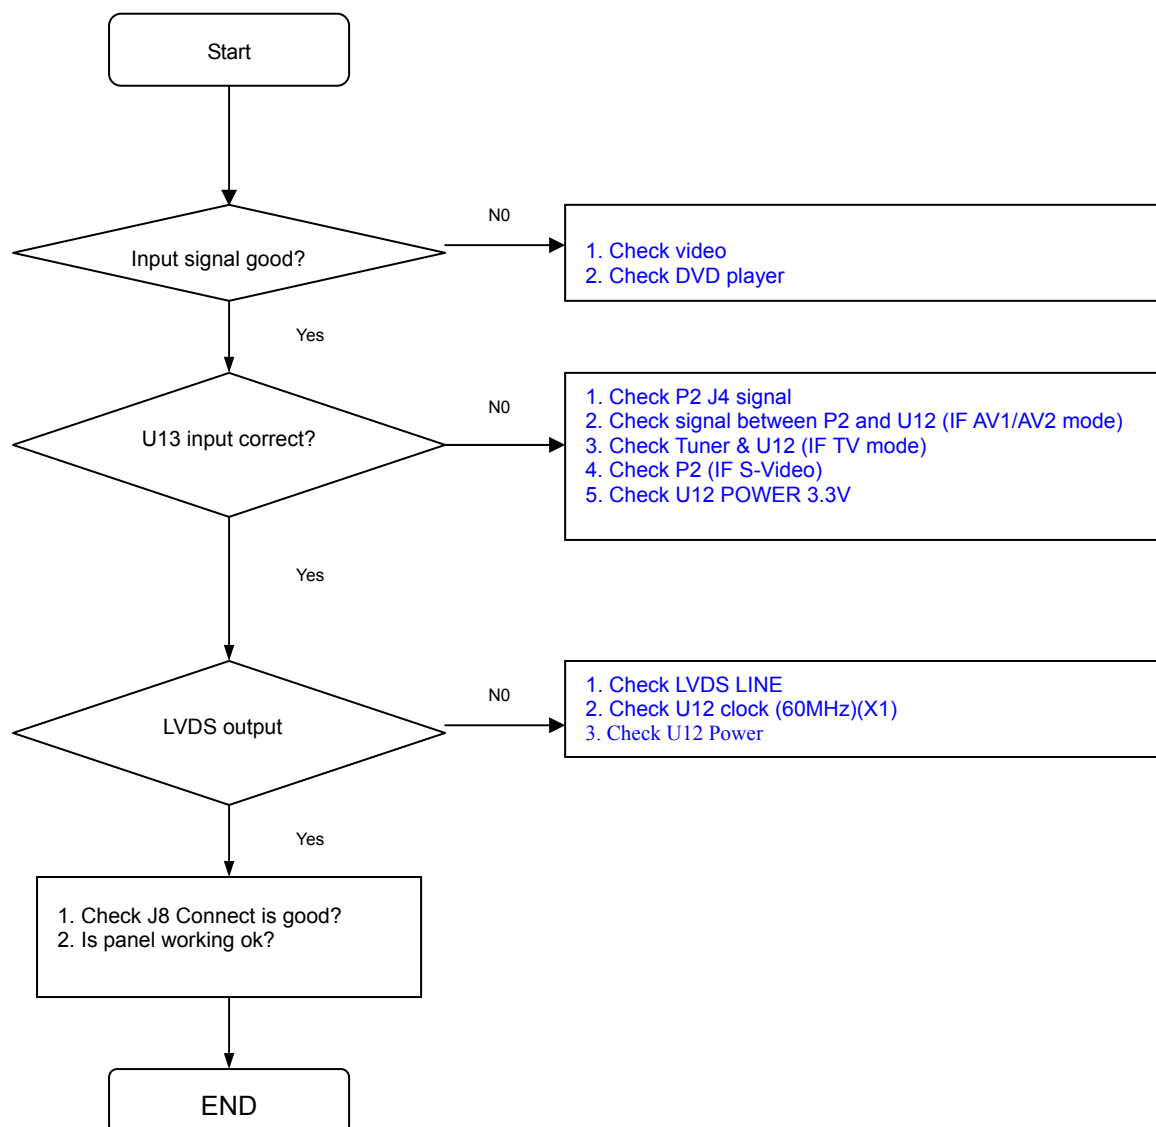 Start
Input signal good?
N0
1. Check video
2. Check DVD player
Yes
U13 input correct?
N0
1. Check P2 J4 signal
2. Check signal between P2 and U12 (IF AV1/AV2 mode)
3. Check Tuner & U12 (IF TV mode)
4. Check P2 (IF S-Video)
5. Check U12 POWER 3.3V
Yes
LVDS output
N0
1. Check LVDS LINE
2. Check U12 clock (60MHz)(X1)
3. Check U12 Power
Yes
1. Check J8 Connect is good?
2. Is panel working ok?
END